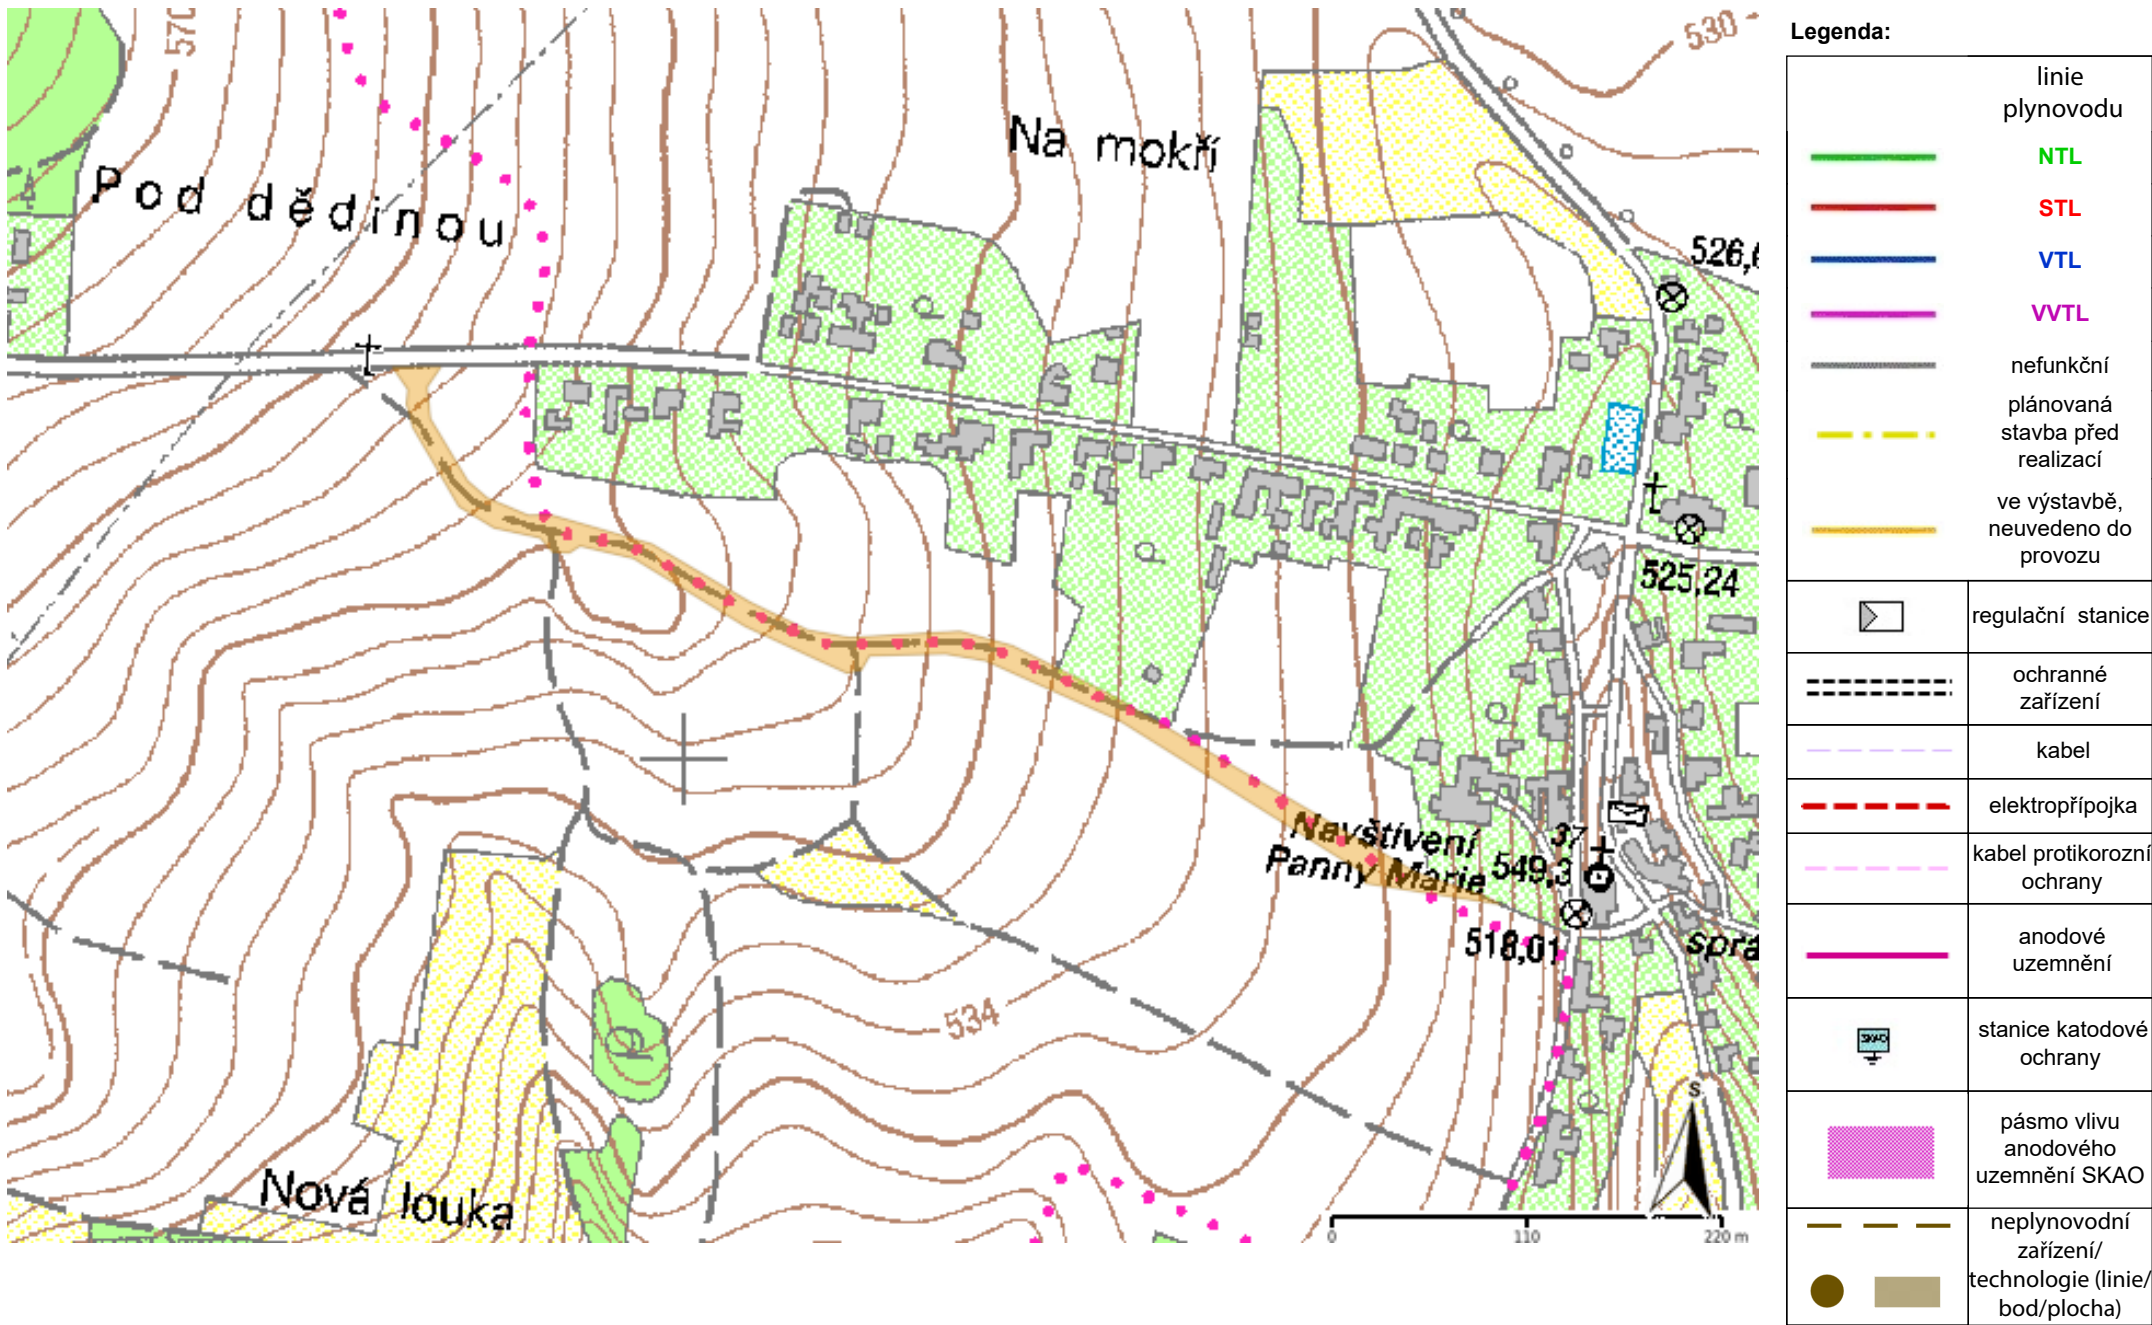 570
530
Na mokří
Pod dědinou
526,6
525,24
Navštívení
Panny Marie
37
549,3
518,01
534
Nová louka
S
0 110 220 m
Legenda:
linie
plynovodu
NTL
STL
VTL
VVTL
nefunkční
plánovaná
stavba před
realizací
ve výstavbě,
neuvedeno do
provozu
regulační stanice
ochranné
zařízení
kabel
elektropřípojka
kabel protikorozní
ochrany
anodové
uzemnění
SKAO
stanice katodové
ochrany
pásmo vlivu
anodového
uzemnění SKAO
neplynovodní
zařízení/
technologie (linie/
bod/plocha)